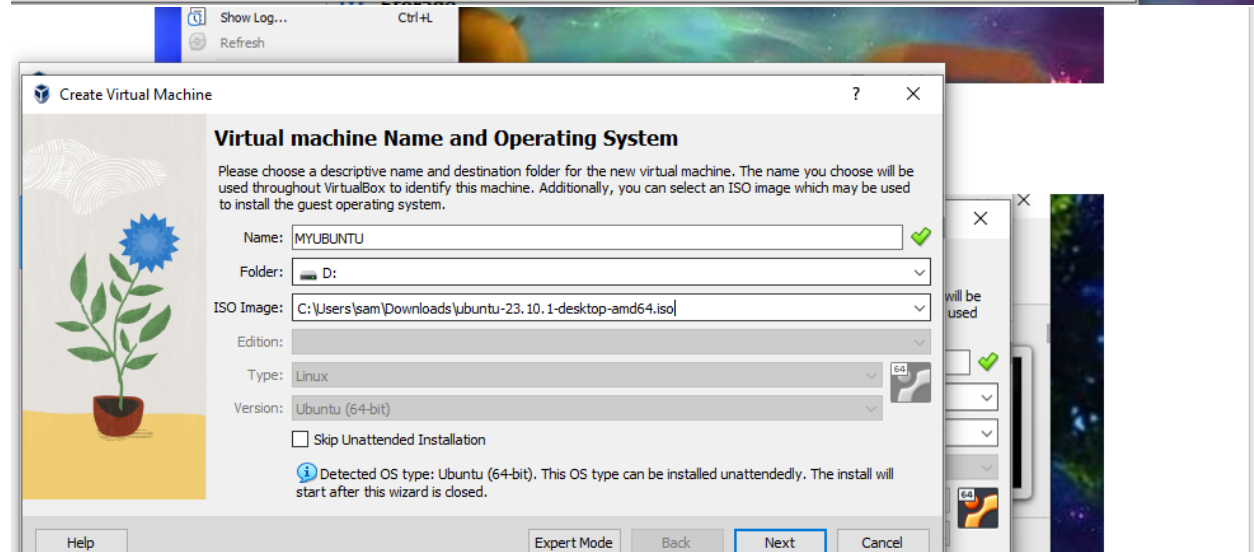 Show Log... Ctrl+L
Refresh
Create Virtual Machine ?
Virtual machine Name and Operating System
Please choose a descriptive name and destination folder for the new virtual machine. The name you choose will be
used throughout VirtualBox to identify this machine. Additionally, you can select an ISO image which may be used
to install the guest operating system.
Name: MYUBUNTU
Folder: D:
ISO Image: C:\Users\sam\Downloads\ubuntu-23.10.1-desktop-amd64.iso
will be
used
Edition:
Type: Linux
64
Version: Ubuntu (64-bit)
Skip Unattended Installation
Detected OS type: Ubuntu (64-bit). This OS type can be installed unattendedly. The install will
start after this wizard is closed.
64
Help Expert Mode Back Next Cancel